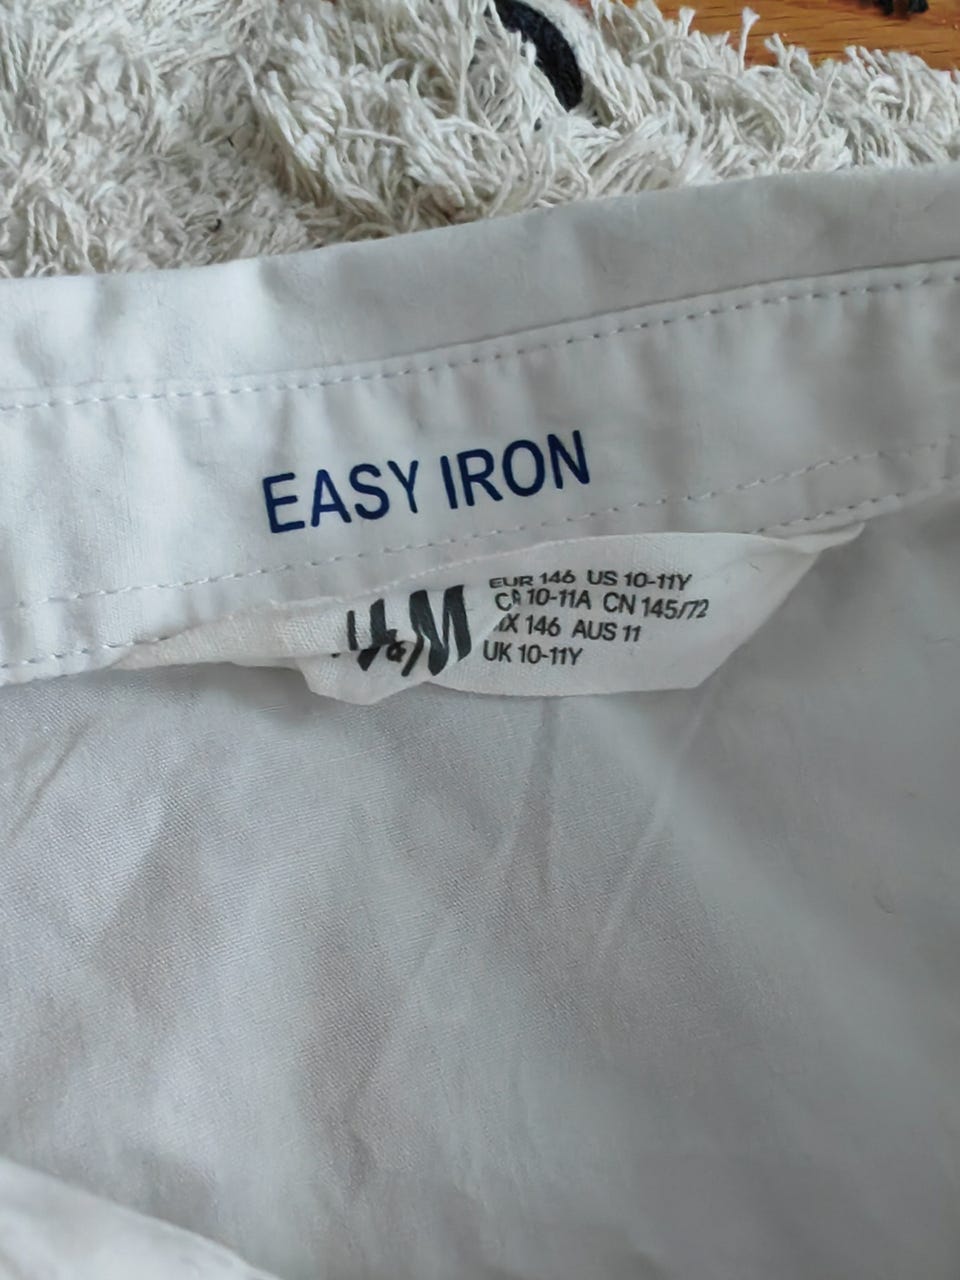 EASY IRON
H&M
EUR 146 US 10-11Y
CA 10-11A CN 145/72
MX 146 AUS 11
UK 10-11Y